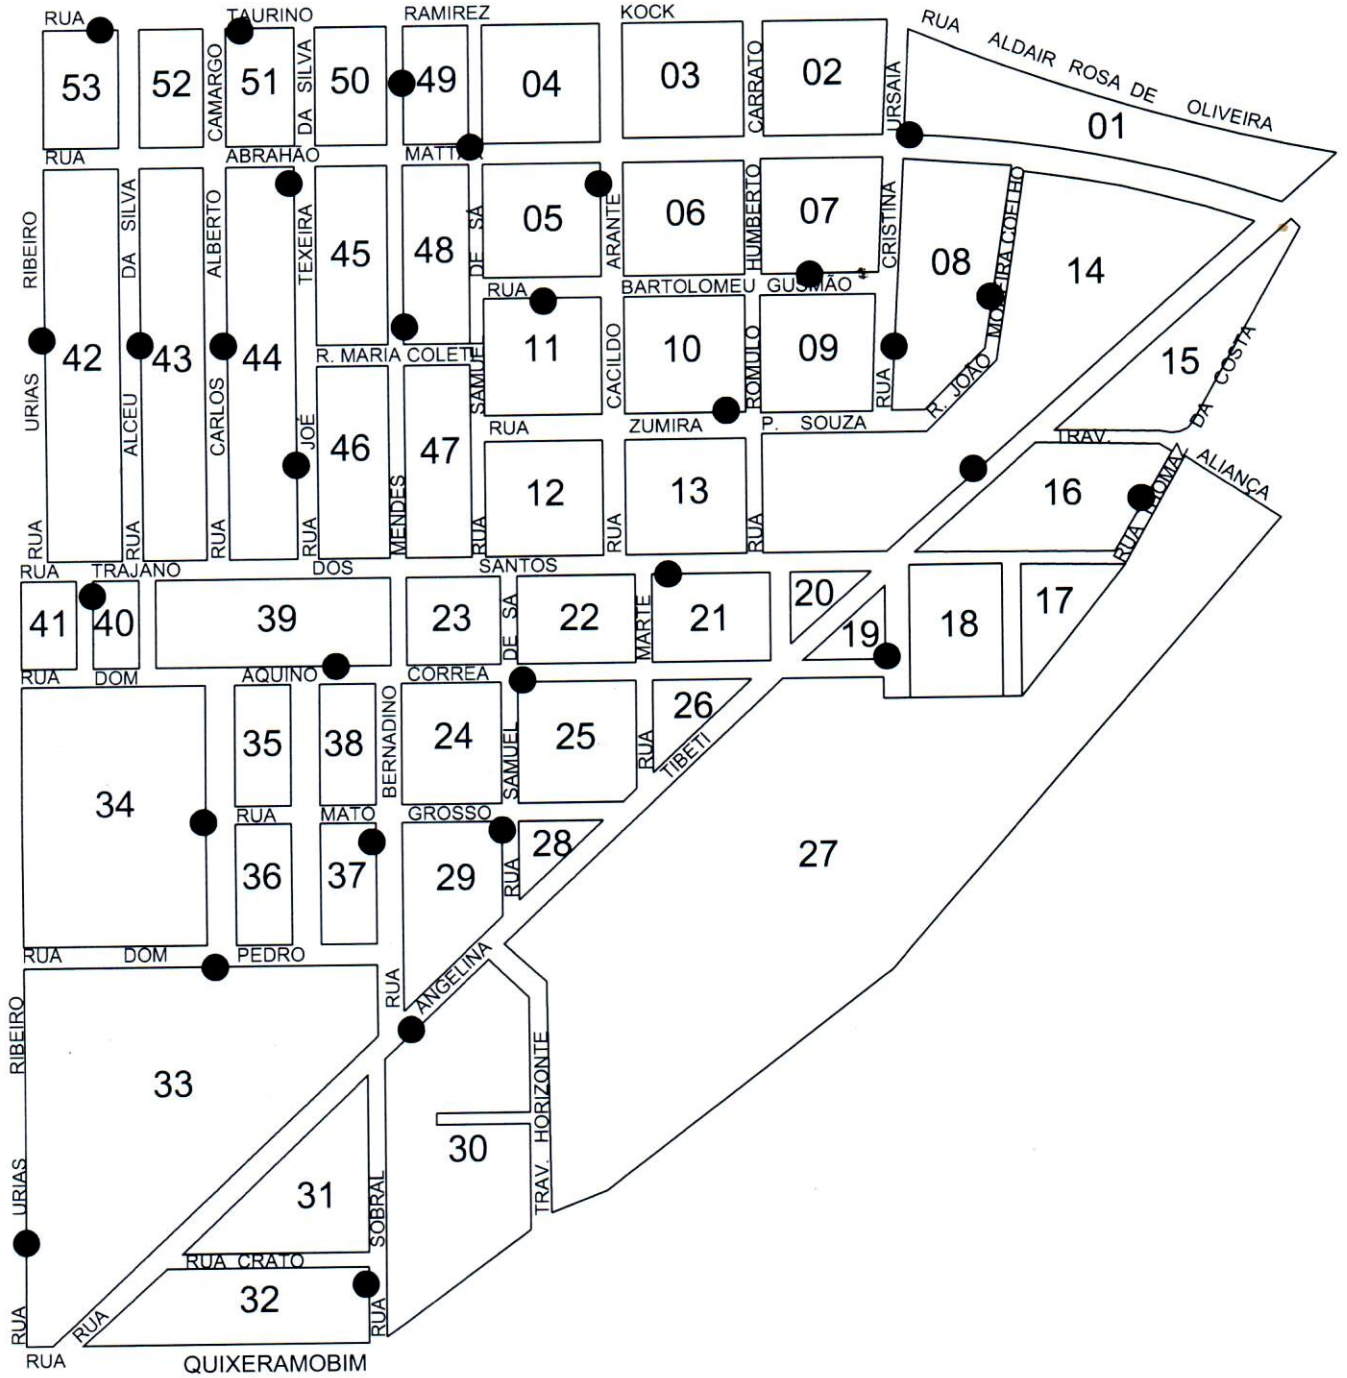 RUA TAURINO RAMIREZ KOCK
RUA ALDAIR ROSA DE OLIVEIRA
53 52 51 50 49 04 03 02 01
CAMARGO
DA SILVA
CARRATO
URSAIA
RUA ABRAHAO
05 06 07 08 14
45 48
RIBEIRO
DA SILVA
ALBERTO
TEXEIRA
DE SÁ
ARANTE
HUMBERTO
CRISTINA
RUA BARTOLOMEU GUSMÃO
42 43 44 11 10 09 15
R. MARIA
URIAS
ALCEU
CARLOS
JOÉ
SAMUEL
CACILDO
ROMULO
RUA
R. JOÃO
COELHO
DA COSTA
RUA ZUMIRA P. SOUZA
TRAV.
ALIANÇA
46 47 12 13 16
RUA
RUA
RUA
RUA
MENDES
RUA
RUA
RUA
RUA
RUA TRAJANO DOS SANTOS
41 40 39 23 22 21 20 19 18 17
DE SA
MARTE
RUA DOM AQUINO CORREA
34 35 38 24 25 26
BERNADINO
SAMUEL
RUA
TIBETI
RUA MATO GROSSO
36 37 29 28 27
RUA
RUA DOM PEDRO
RUA
ANGELINA
RIBEIRO
33 30
TRAV. HORIZONTE
URIAS
31
SOBRAL
RUA CRATO
32
RUA
RUA
RUA
RUA QUIXERAMOBIM